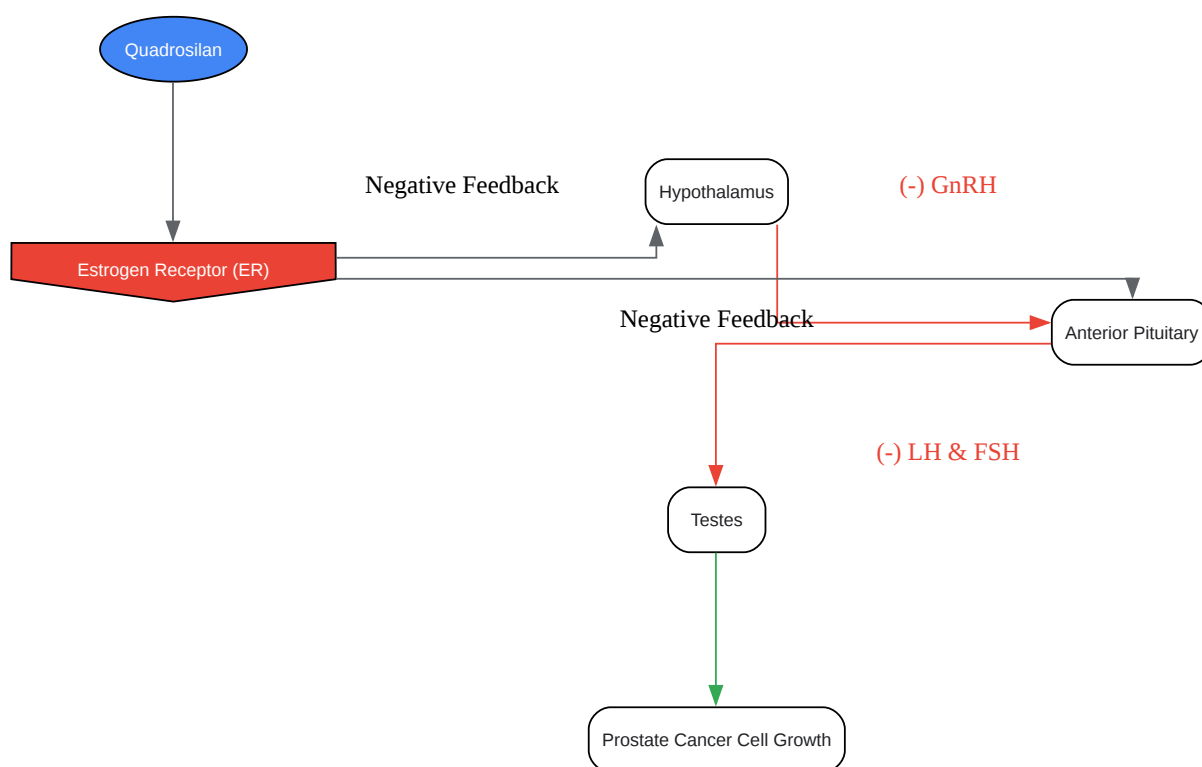 Quadrosilan
Negative Feedback
Hypothalamus
(-) GnRH
Estrogen Receptor (ER)
Negative Feedback
Anterior Pituitary
(-) LH & FSH
Testes
Prostate Cancer Cell Growth